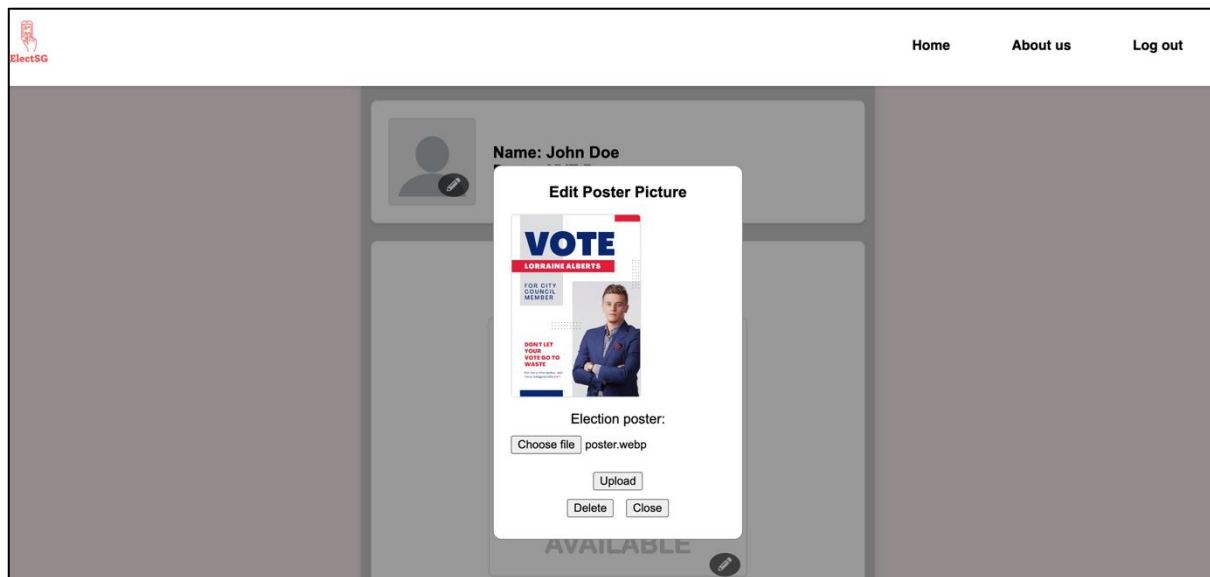 ElectSG
Home About us Log out
Name: John Doe
Edit Poster Picture
VOTE
LORRAINE ALBERTS
FOR CITY
COUNCIL
MEMBER
DON'T LET
YOUR
VOTE GO TO
WASTE
Election poster:
Choose file poster.webp
Upload
Delete Close
AVAILABLE